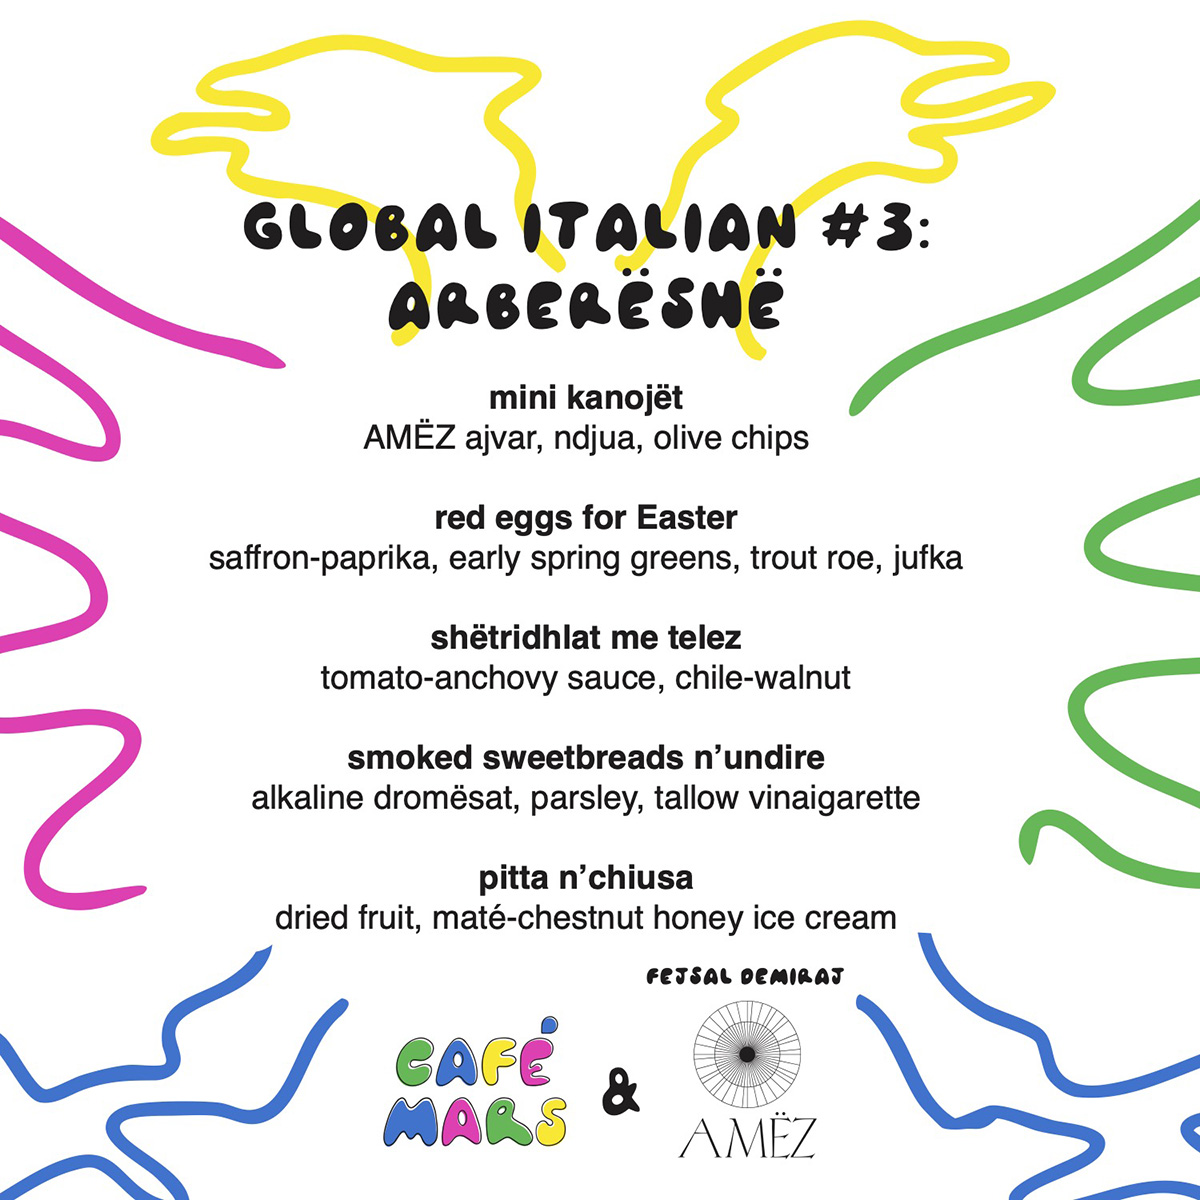 GLOBAL ITALIAN #3:
ARBERËSHË
mini kanojët
AMËZ ajvar, ndjua, olive chips
red eggs for Easter
saffron-paprika, early spring greens, trout roe, jufka
shëtridhlat me telez
tomato-anchovy sauce, chile-walnut
smoked sweetbreads n’undire
alkaline dromësat, parsley, tallow vinaigarette
pitta n’chiusa
dried fruit, maté-chestnut honey ice cream
FEJSAL DEMIRAJ
CAFÉ
MARS
&
AMËZ